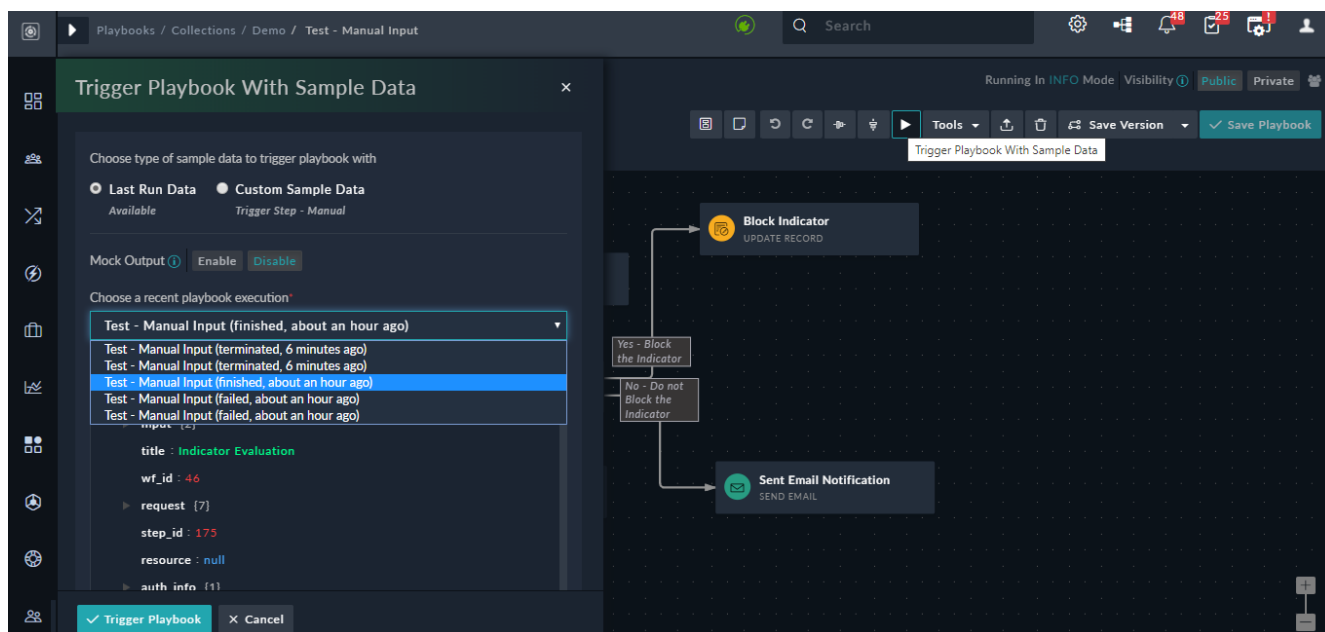 Playbooks / Collections / Demo / Test - Manual Input
Search
48
25
!
Trigger Playbook With Sample Data
×
Running In INFO Mode Visibility Public Private
Tools
Save Version
Save Playbook
Trigger Playbook With Sample Data
Choose type of sample data to trigger playbook with
Last Run Data
Available
Custom Sample Data
Trigger Step - Manual
Mock Output Enable Disable
Choose a recent playbook execution*
Test - Manual Input (finished, about an hour ago)
Test - Manual Input (terminated, 6 minutes ago)
Test - Manual Input (terminated, 6 minutes ago)
Test - Manual Input (finished, about an hour ago)
Test - Manual Input (failed, about an hour ago)
Test - Manual Input (failed, about an hour ago)
input {2}
title : Indicator Evaluation
wf_id : 46
request {7}
step_id : 175
resource : null
auth_info {1}
Trigger Playbook
Cancel
Block Indicator
UPDATE RECORD
Yes - Block
the Indicator
No - Do not
Block the
Indicator
Sent Email Notification
SEND EMAIL